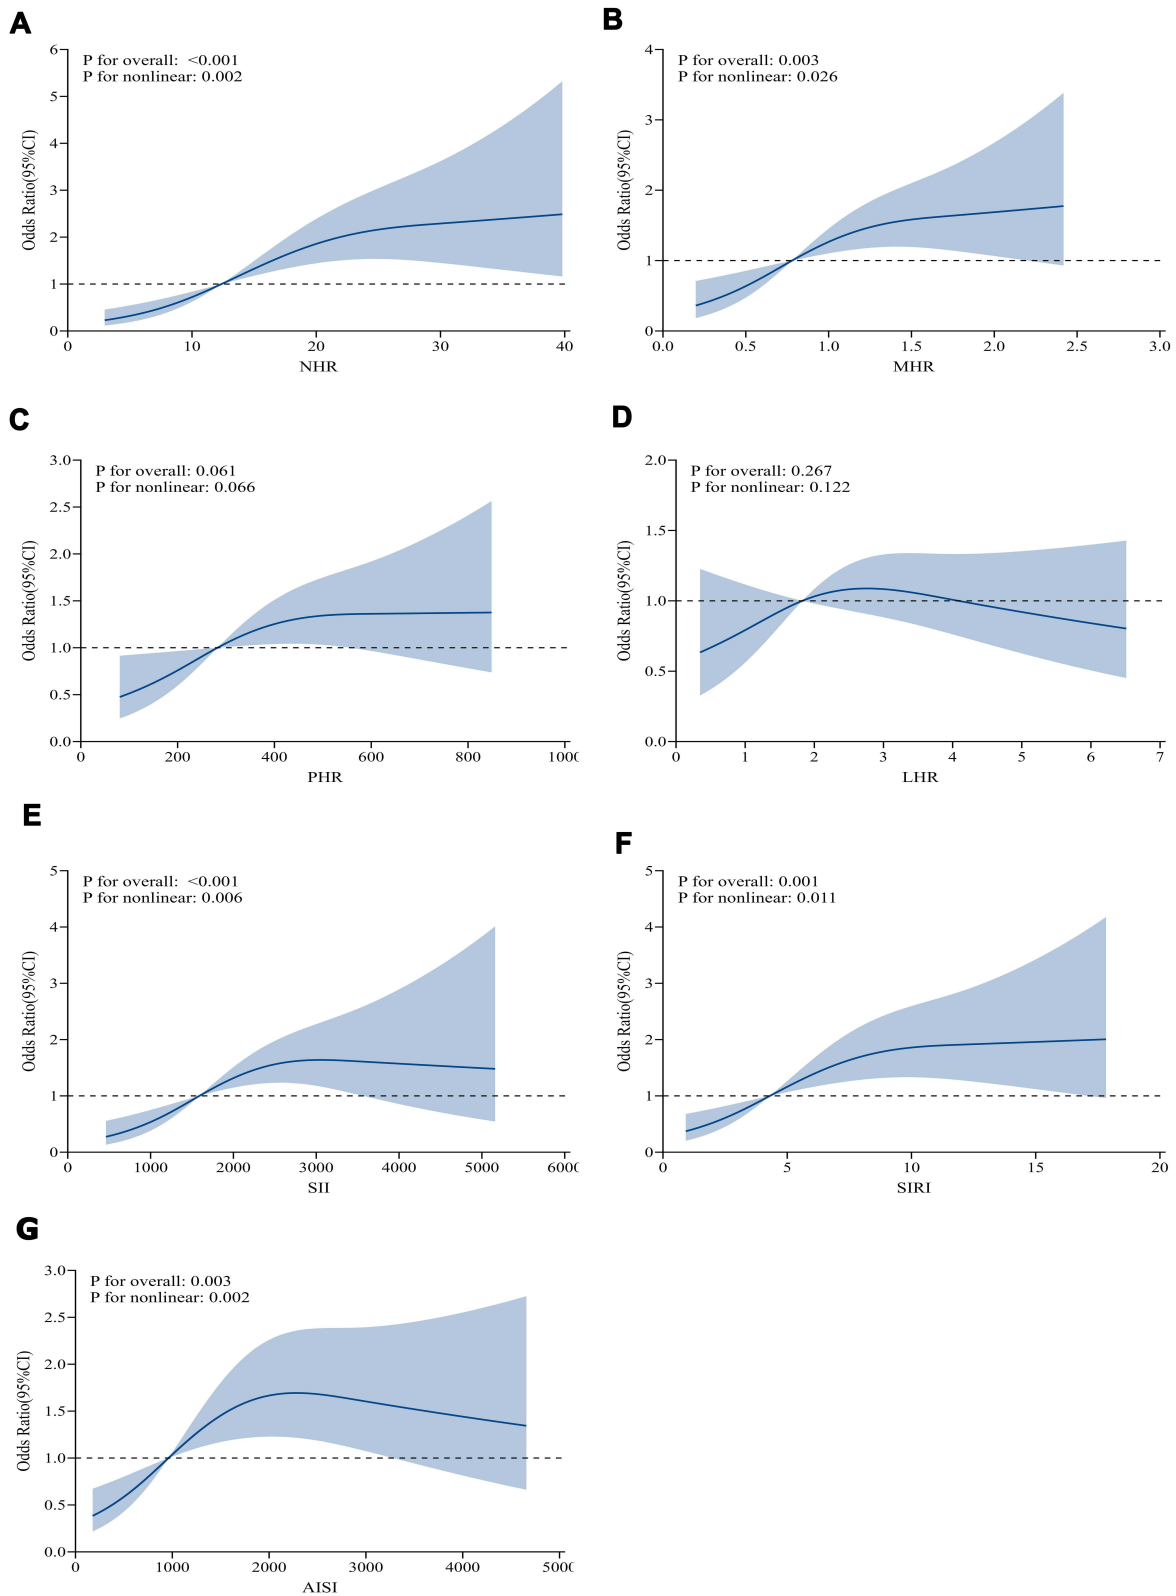 A
P for overall: <0.001
P for nonlinear: 0.002
Odds Ratio(95%CI)
6
5
4
3
2
1
0
0 10 20 30 40
NHR
B
P for overall: 0.003
P for nonlinear: 0.026
Odds Ratio(95%CI)
4
3
2
1
0
0.0 0.5 1.0 1.5 2.0 2.5 3.0
MHR
C
P for overall: 0.061
P for nonlinear: 0.066
Odds Ratio(95%CI)
3.0
2.5
2.0
1.5
1.0
0.5
0.0
0 200 400 600 800 1000
PHR
D
P for overall: 0.267
P for nonlinear: 0.122
Odds Ratio(95%CI)
2.0
1.5
1.0
0.5
0.0
0 1 2 3 4 5 6 7
LHR
E
P for overall: <0.001
P for nonlinear: 0.006
Odds Ratio(95%CI)
5
4
3
2
1
0
0 1000 2000 3000 4000 5000 6000
SII
F
P for overall: 0.001
P for nonlinear: 0.011
Odds Ratio(95%CI)
5
4
3
2
1
0
0 5 10 15 20
SIRI
G
P for overall: 0.003
P for nonlinear: 0.002
Odds Ratio(95%CI)
3.0
2.5
2.0
1.5
1.0
0.5
0.0
0 1000 2000 3000 4000 5000
AISI